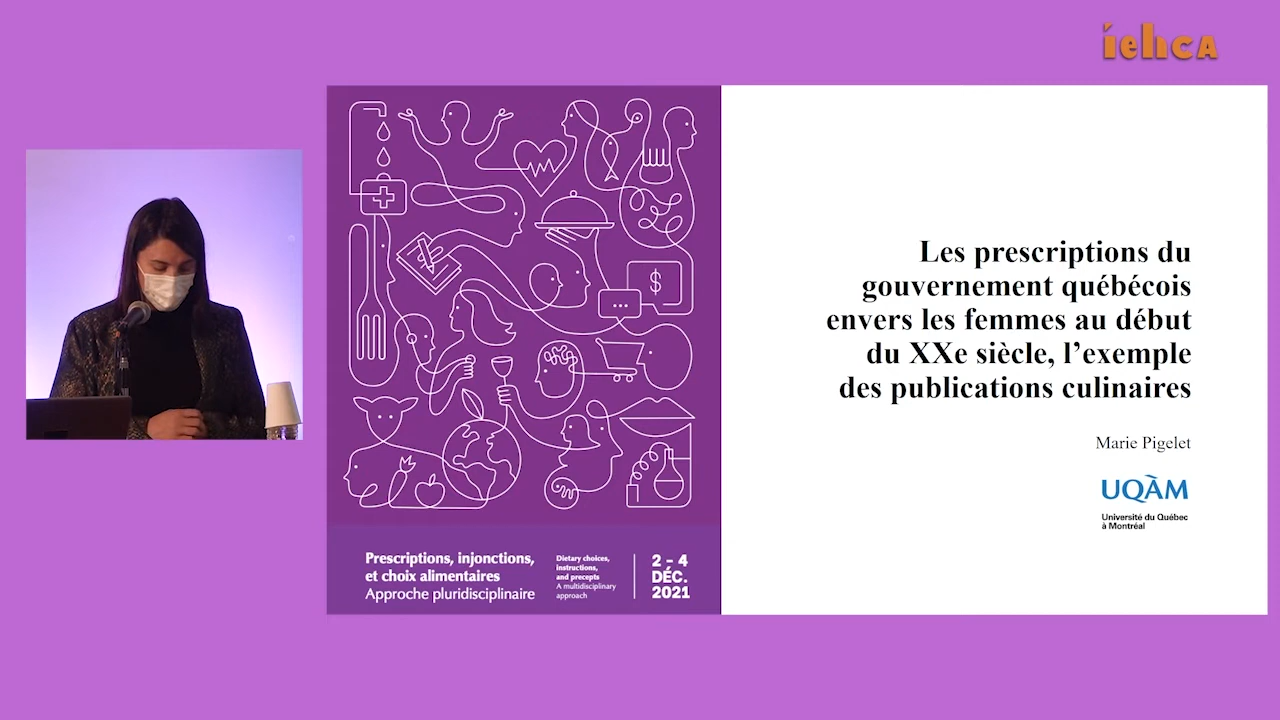 iehca
Les prescriptions du
gouvernement québécois
envers les femmes au début
du XXe siècle, l’exemple
des publications culinaires
Marie Pigelet
UQÀM
Université du Québec
à Montréal
$
Prescriptions, injonctions,
et choix alimentaires
Approche pluridisciplinaire
Dietary choices,
instructions,
and precepts
A multidisciplinary
approach
2 - 4
DÉC.
2021